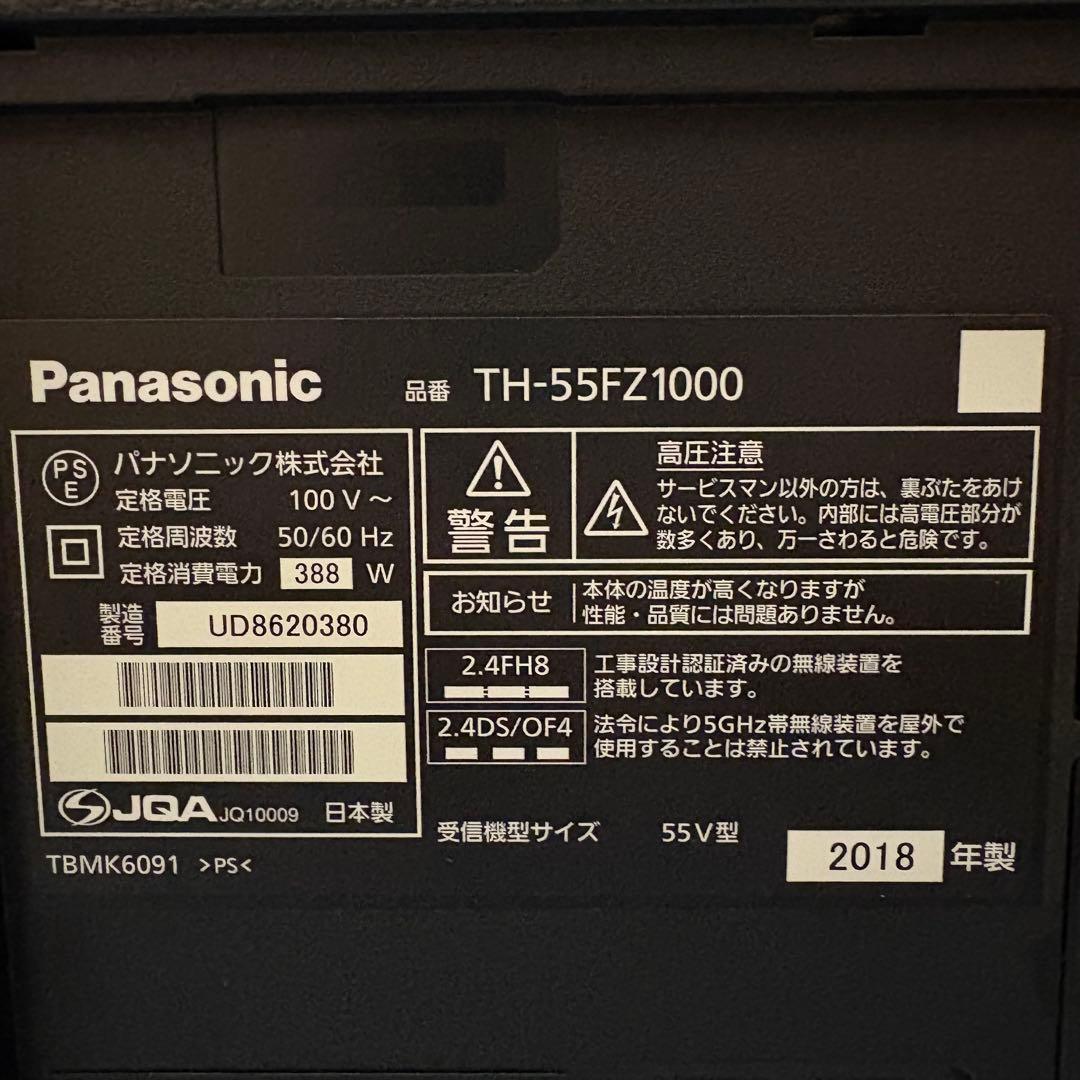 Panasonic 品番 TH-55FZ1000
PS
E
パナソニック株式会社
定格電圧 100 V ～
定格周波数 50/60 Hz
定格消費電力 388 W
製造
番号
UD8620380
JQA JQ10009 日本製
TBMK6091 >PS<
警告
高圧注意
サービスマン以外の方は、裏ぶたをあけ
ないでください。内部には高電圧部分が
数多くあり、万一さわると危険です。
お知らせ
本体の温度が高くなりますが
性能・品質には問題ありません。
2.4FH8
工事設計認証済みの無線装置を
搭載しています。
2.4DS/OF4
法令により5GHz帯無線装置を屋外で
使用することは禁止されています。
受信機型サイズ 55V型
2018 年製